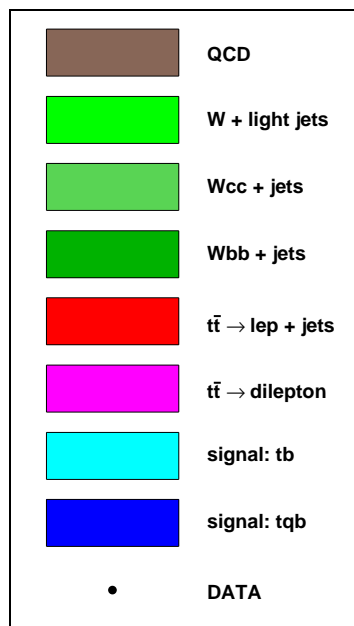 QCD
W + light jets
Wcc + jets
Wbb + jets
tt̄ → lep + jets
tt̄ → dilepton
signal: tb
signal: tqb
DATA